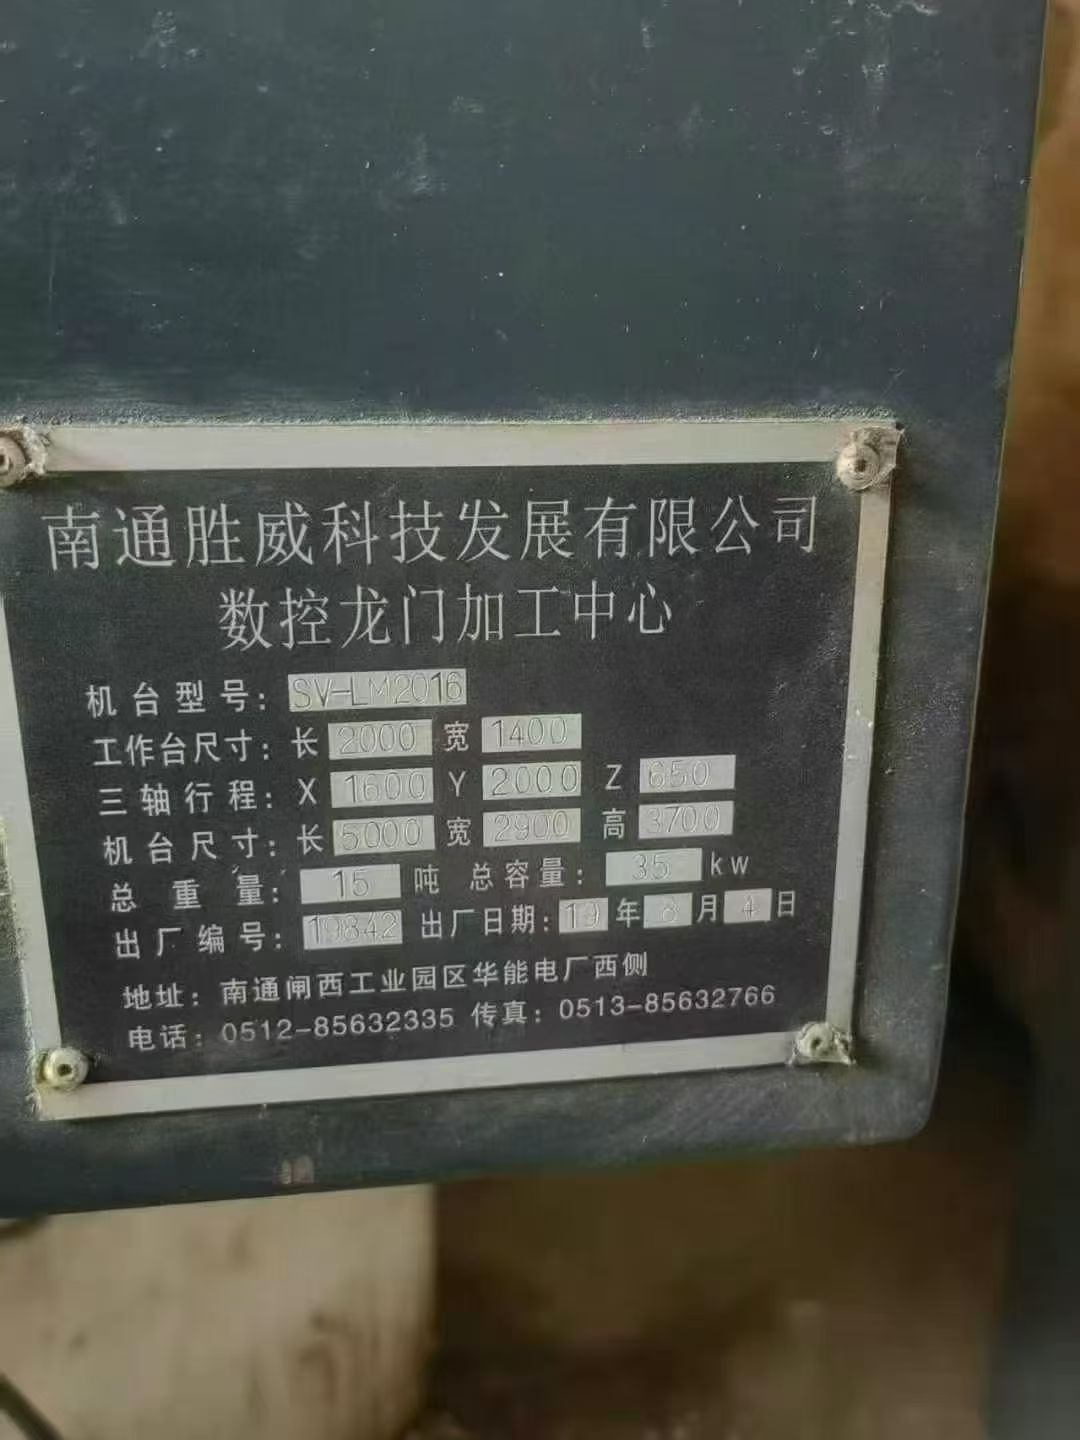 南通胜威科技发展有限公司
数控龙门加工中心
机台型号：SV-LM2016
工作台尺寸：长 2000 宽 1400
三轴行程：X 1600 Y 2000 Z 650
机台尺寸：长 5000 宽 2900 高 3700
总重量：15 吨 总容量：35 kw
出厂编号：19842 出厂日期：19 年 8 月 4 日
地址：南通闸西工业园区华能电厂西侧
电话：0512-85632335 传真：0513-85632766